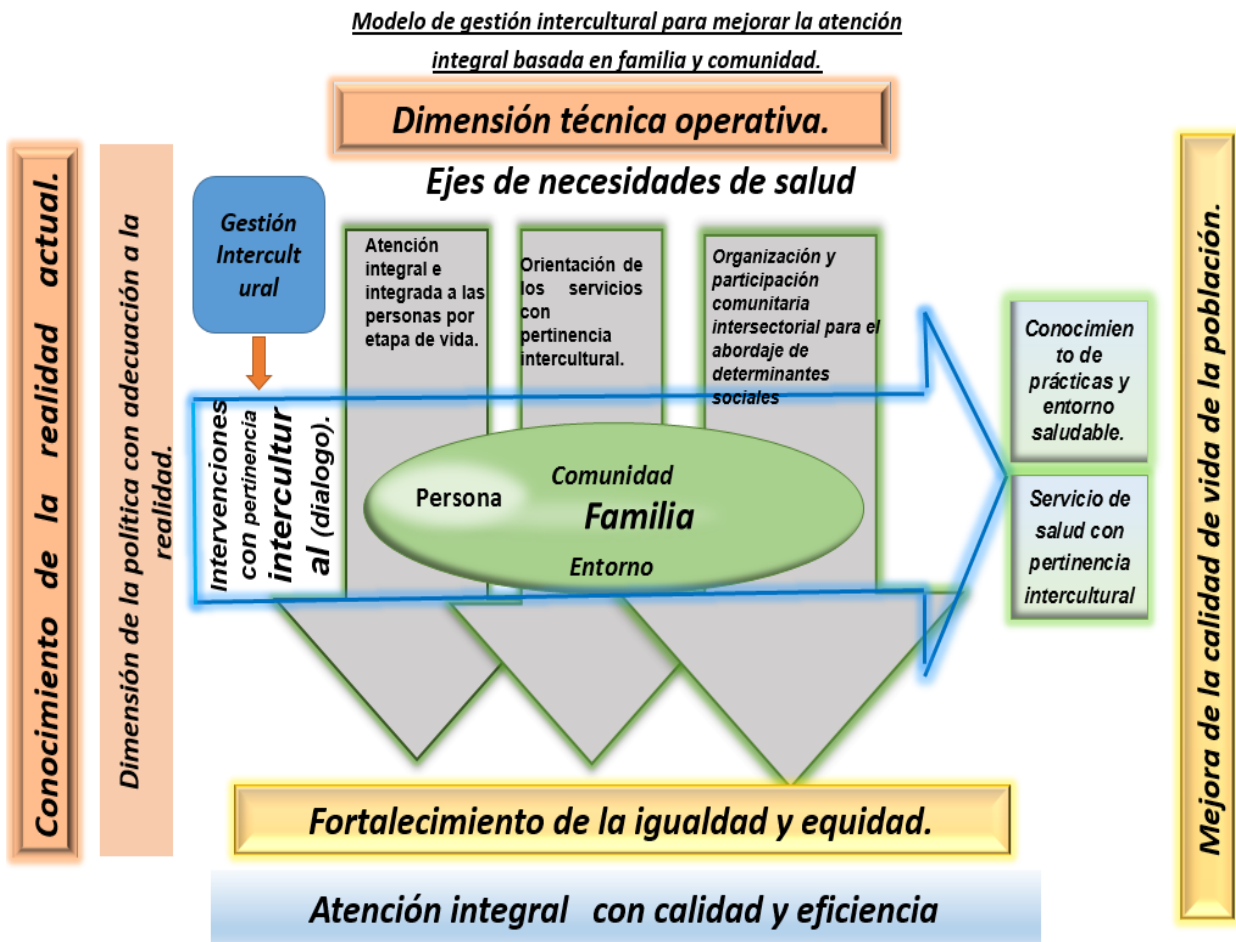 Modelo de gestión intercultural para mejorar la atención
integral basada en familia y comunidad.
Dimensión técnica operativa.
Ejes de necesidades de salud
Conocimiento de la realidad actual.
Dimensión de la política con adecuación a la
realidad.
Gestión
Intercult
ural
Intervenciones
con pertinencia
intercultur
al (dialogo).
Atención
integral e
integrada a las
personas por
etapa de vida.
Orientación de
los servicios
con
pertinencia
intercultural.
Organización y
participación
comunitaria
intersectorial para el
abordaje de
determinantes
sociales
Comunidad
Persona
Familia
Entorno
Conocimien
to de
prácticas y
entorno
saludable.
Servicio de
salud con
pertinencia
intercultural
Mejora de la calidad de vida de la población.
Fortalecimiento de la igualdad y equidad.
Atención integral con calidad y eficiencia